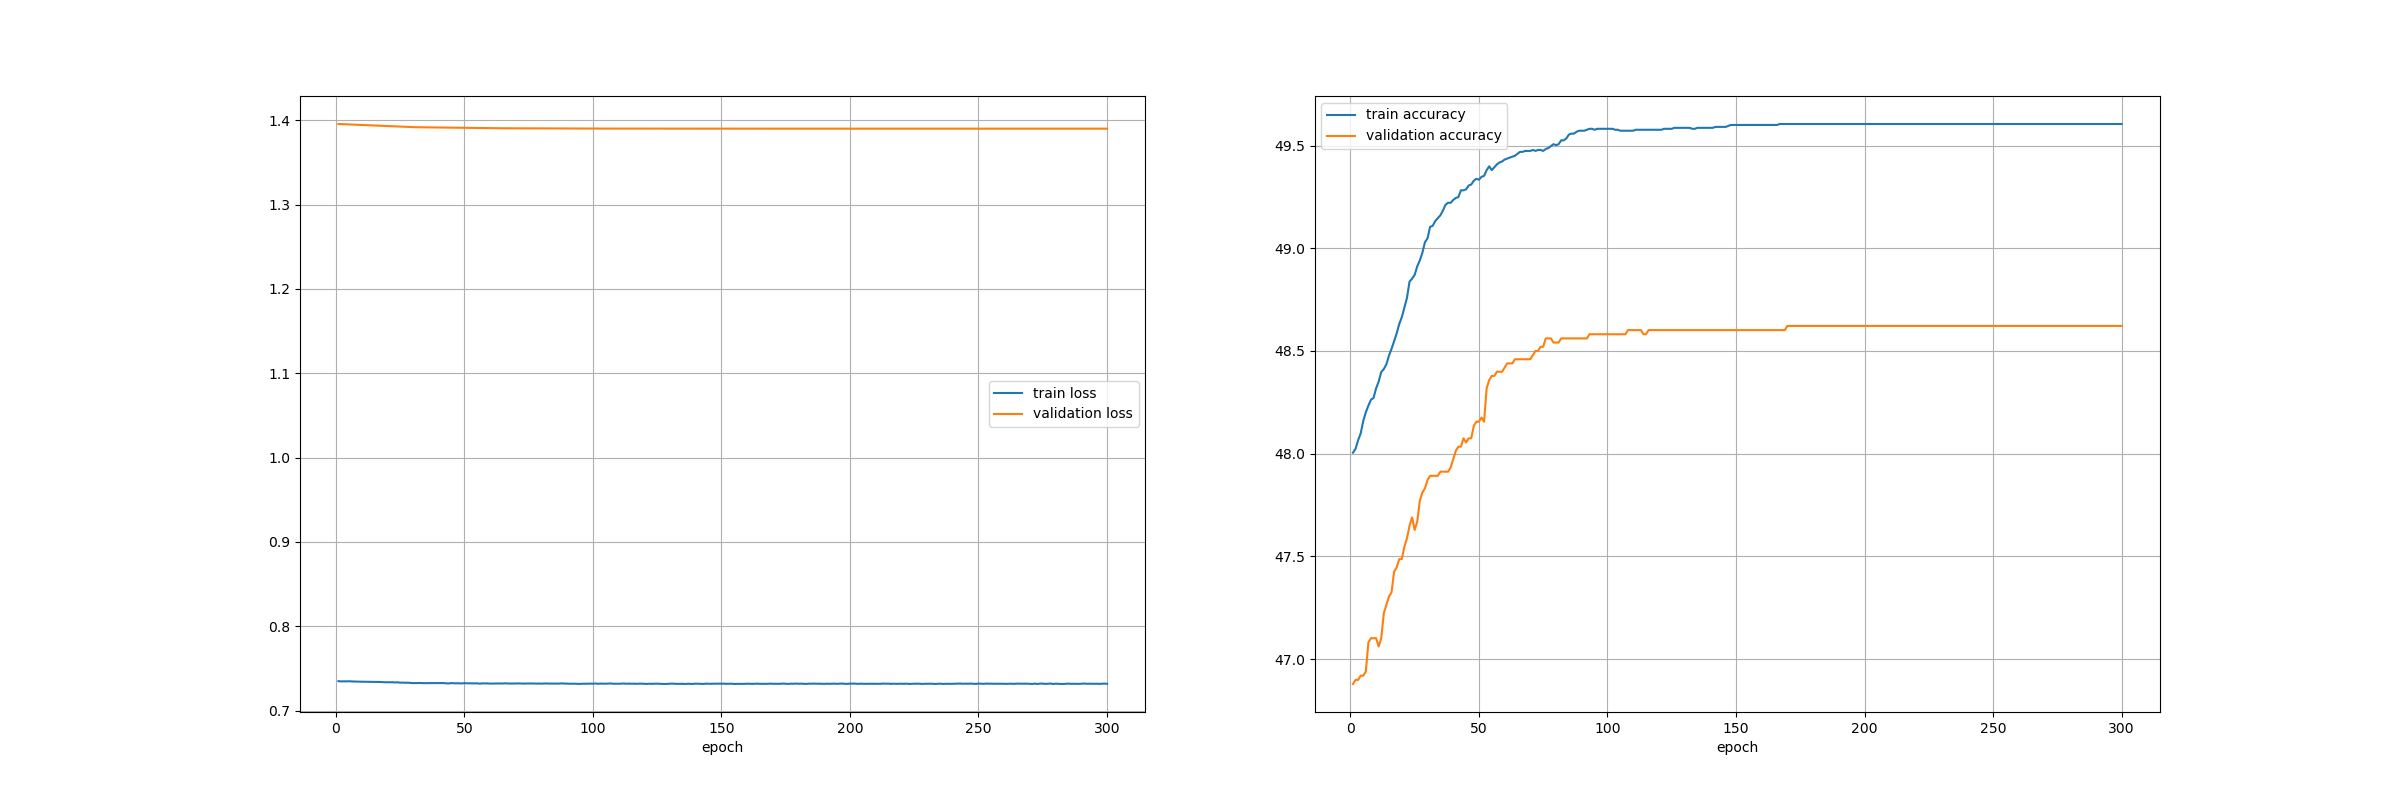 1.4
1.3
1.2
1.1
1.0
0.9
0.8
0.7
0 50 100 150 200 250 300
epoch
train loss
validation loss
train accuracy
validation accuracy
49.5
49.0
48.5
48.0
47.5
47.0
0 50 100 150 200 250 300
epoch